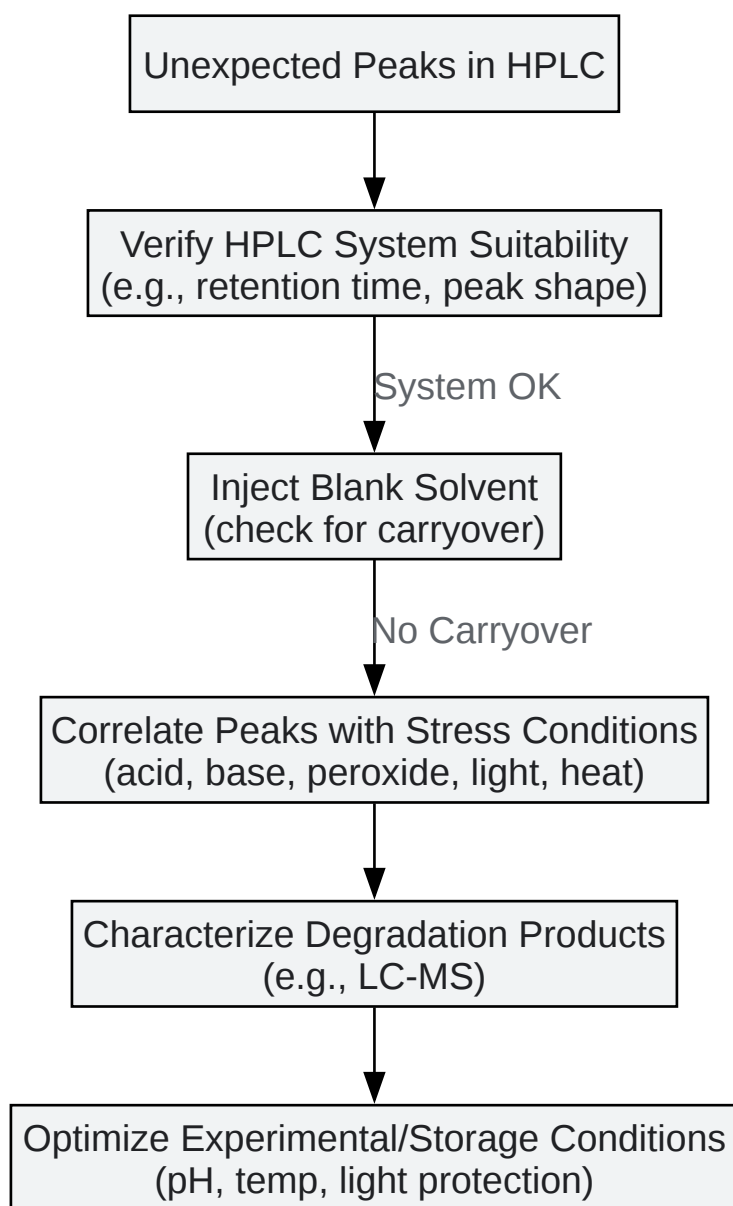 Unexpected Peaks in HPLC
Verify HPLC System Suitability
(e.g., retention time, peak shape)
System OK
Inject Blank Solvent
(check for carryover)
No Carryover
Correlate Peaks with Stress Conditions
(acid, base, peroxide, light, heat)
Characterize Degradation Products
(e.g., LC-MS)
Optimize Experimental/Storage Conditions
(pH, temp, light protection)